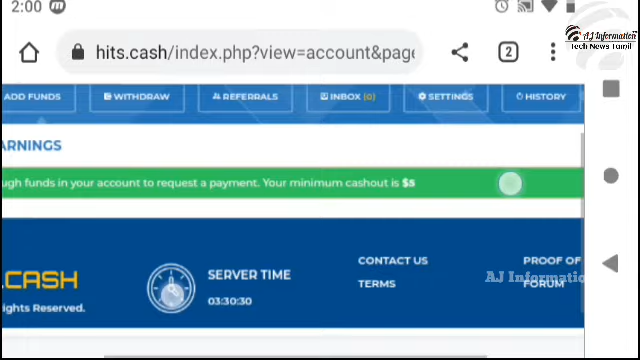 2:00
AJ Information
Tech News Tamil
hits.cash/index.php?view=account&page
2
ADD FUNDS
WITHDRAW
REFERRALS
INBOX (0)
SETTINGS
HISTORY
ARNINGS
ugh funds in your account to request a payment. Your minimum cashout is $5
.CASH
ights Reserved.
SERVER TIME
03:30:30
CONTACT US
TERMS
PROOF OF
FORUM
AJ Informatio